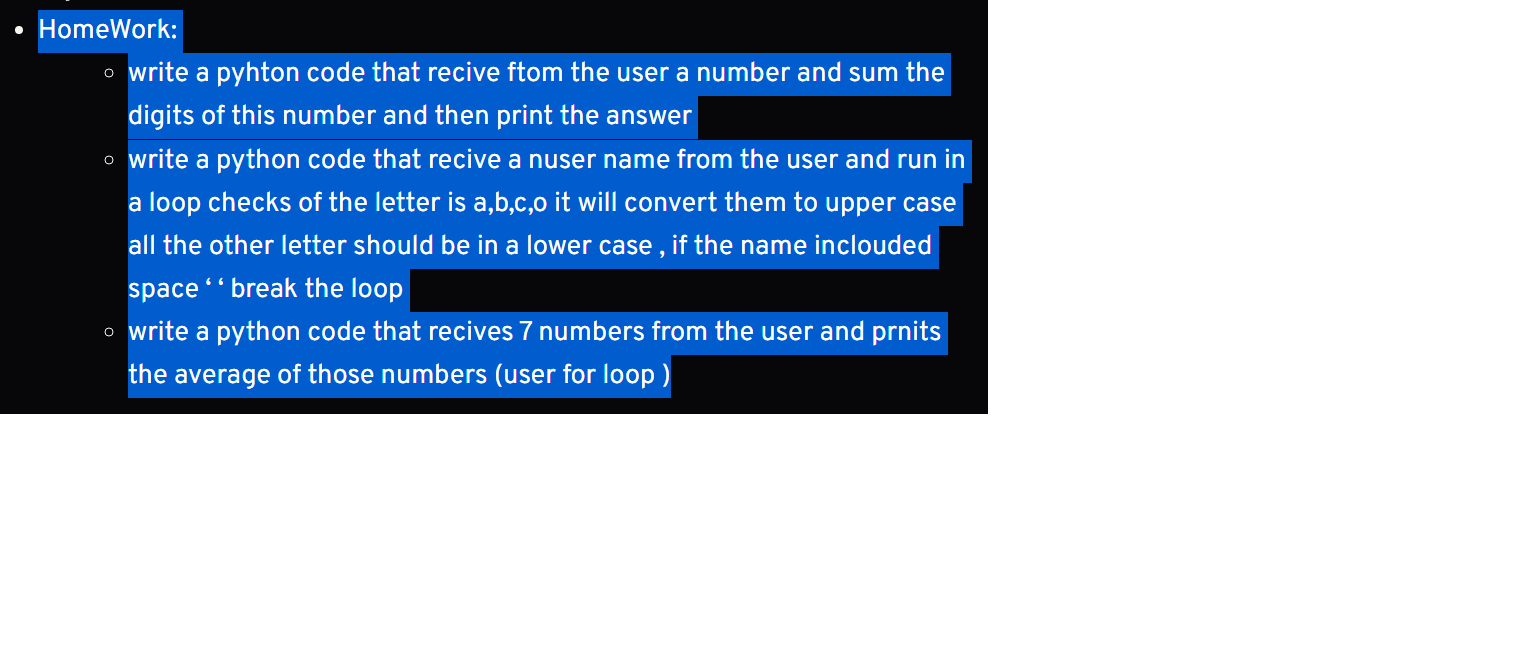 HomeWork:
write a pyhton code that recive ftom the user a number and sum the
digits of this number and then print the answer
write a python code that recive a nuser name from the user and run in
a loop checks of the letter is a,b,c,o it will convert them to upper case
all the other letter should be in a lower case , if the name inclouded
space ‘ ‘ break the loop
write a python code that recives 7 numbers from the user and prnits
the average of those numbers (user for loop )